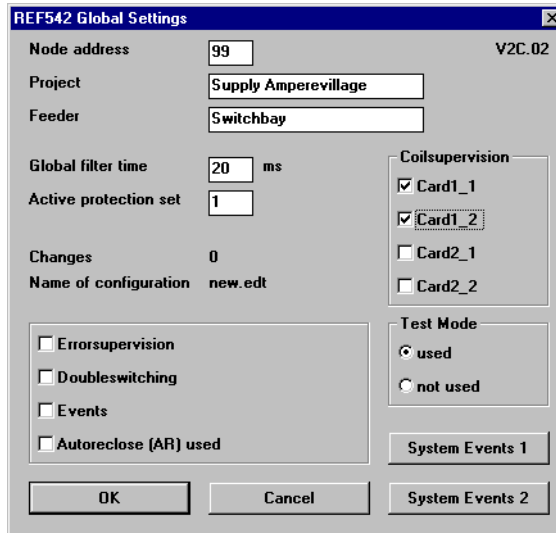 REF542 Global Settings
Node address 99 V2C.02
Project Supply Amperevillage
Feeder Switchbay
Global filter time 20 ms
Active protection set 1
Changes 0
Name of configuration new.edt
Coilsupervision
Card1_1
Card1_2
Card2_1
Card2_2
Errorsupervision
Doubleswitching
Events
Autoreclose (AR) used
Test Mode
used
not used
System Events 1
OK Cancel System Events 2